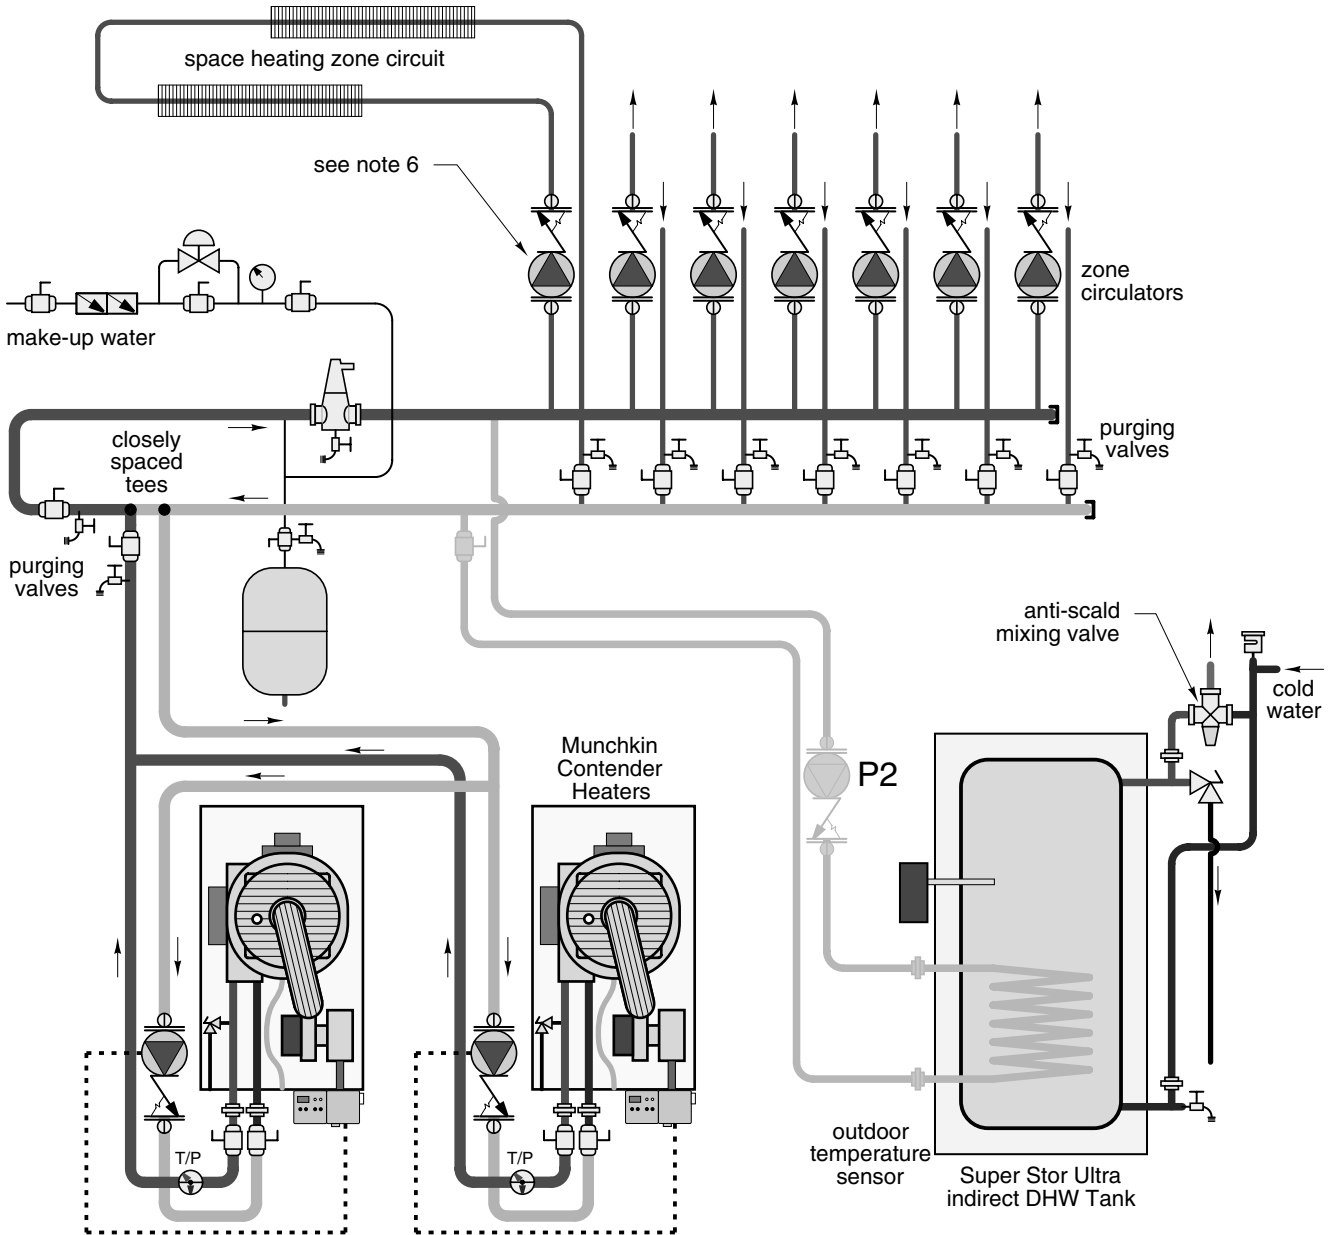 space heating zone circuit
see note 6
zone
circulators
make-up water
closely
spaced
tees
purging
valves
purging
valves
anti-scald
mixing valve
cold
water
Munchkin
Contender
Heaters
P2
T/P
T/P
outdoor
temperature
sensor
Super Stor Ultra
indirect DHW Tank